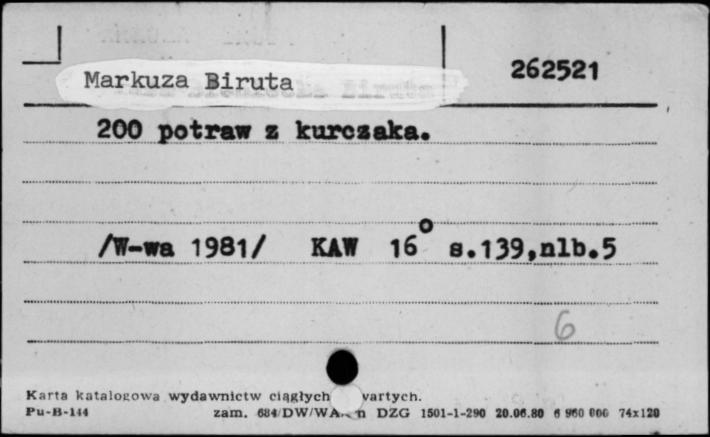 262521
Markuza Biruta
200 potraw z kurczaka.
/W-wa 1981/ KAW 16° s.139,nlb.5
6
Karta katalogowa wydawnictw ciągłych
Pu-B-144 zam. 684/DW/WA DZG 1501-1-290 20.06.80 6 960 000 74x120